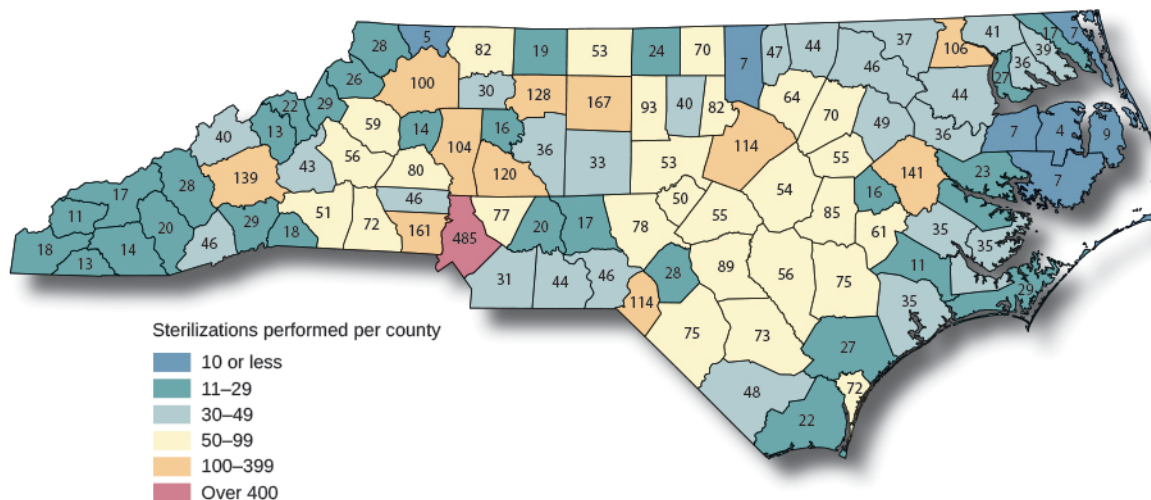 5 82 19 53 24 70 7 47 44 37 106 41 17 7
28 39
26 100 30 128 167 93 40 82 64 46 27 36
22 29 59 14 104 16 70 44
40 13 36 114 49 36 7 4 9
43 56 80 120 33 53 55 141 23 7
139 46 50 54 16
17 28 51 72 77 20 17 78 55 85 61 35 35
11 20 29 18 161 485
18 13 14 46 31 44 46 28 89 56 75 11 29
114 75 73 35
27
48 72
22
Sterilizations performed per county
10 or less
11–29
30–49
50–99
100–399
Over 400